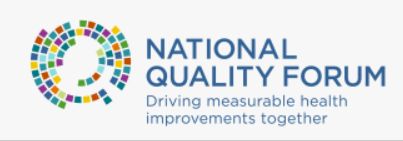 NATIONAL
QUALITY FORUM
Driving measurable health
improvements together